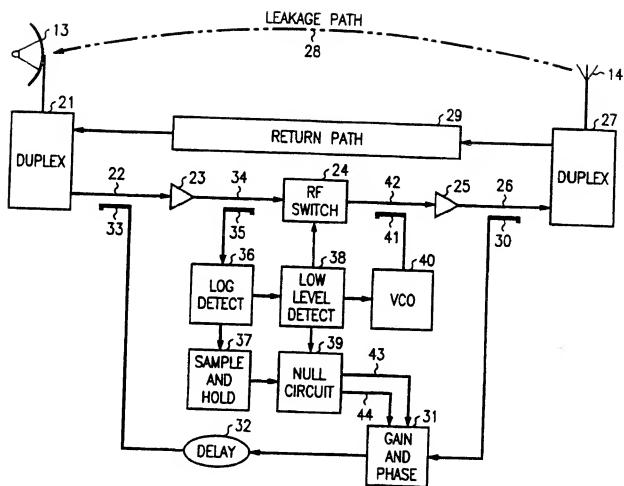 LEAKAGE PATH
28
13
14
21
DUPLEX
29
RETURN PATH
27
DUPLEX
22
23
34
24
RF
SWITCH
42
25
26
33
35
41
30
36
LOG
DETECT
38
LOW
LEVEL
DETECT
40
VCO
37
SAMPLE
AND
HOLD
39
NULL
CIRCUIT
43
44
31
GAIN
AND
PHASE
32
DELAY